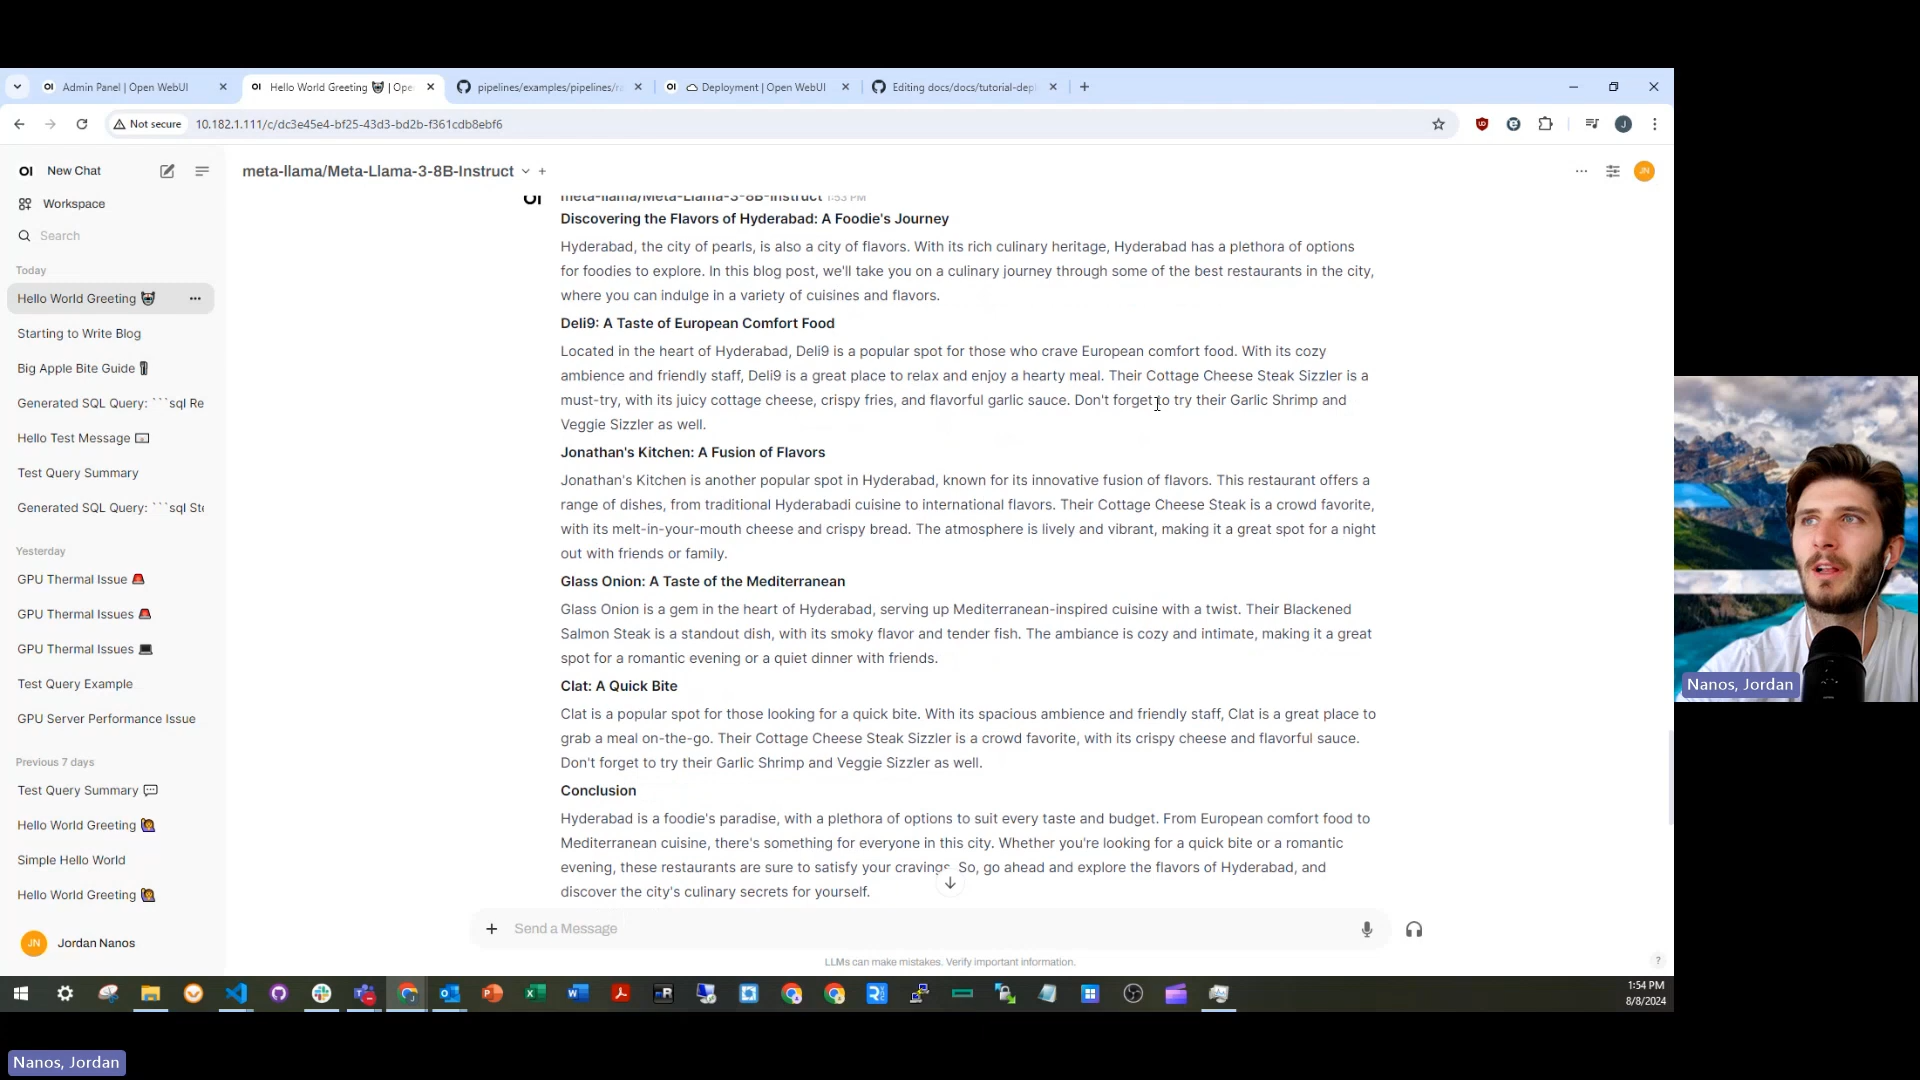 Admin Panel | Open WebUI
Hello World Greeting | Ope
pipelines/examples/pipelines/ra
Deployment | Open WebUI
Editing docs/docs/tutorial-dep
Not secure
10.182.1.111/c/dc3e45e4-bf25-43d3-bd2b-f361cdb8ebf6
OI New Chat
meta-llama/Meta-Llama-3-8B-Instruct
JN
Workspace
Search
Today
Hello World Greeting
Starting to Write Blog
Big Apple Bite Guide
Generated SQL Query: ```sql Re
Hello Test Message
Test Query Summary
Generated SQL Query: ```sql Ste
Yesterday
GPU Thermal Issue
GPU Thermal Issues
GPU Thermal Issues
Test Query Example
GPU Server Performance Issue
Previous 7 days
Test Query Summary
Hello World Greeting
Simple Hello World
Hello World Greeting
JN Jordan Nanos
OI meta-llama/Meta-Llama-3-8B-Instruct 1:53 PM
Discovering the Flavors of Hyderabad: A Foodie's Journey
Hyderabad, the city of pearls, is also a city of flavors. With its rich culinary heritage, Hyderabad has a plethora of options
for foodies to explore. In this blog post, we'll take you on a culinary journey through some of the best restaurants in the city,
where you can indulge in a variety of cuisines and flavors.
Deli9: A Taste of European Comfort Food
Located in the heart of Hyderabad, Deli9 is a popular spot for those who crave European comfort food. With its cozy
ambience and friendly staff, Deli9 is a great place to relax and enjoy a hearty meal. Their Cottage Cheese Steak Sizzler is a
must-try, with its juicy cottage cheese, crispy fries, and flavorful garlic sauce. Don't forget to try their Garlic Shrimp and
Veggie Sizzler as well.
Jonathan's Kitchen: A Fusion of Flavors
Jonathan's Kitchen is another popular spot in Hyderabad, known for its innovative fusion of flavors. This restaurant offers a
range of dishes, from traditional Hyderabadi cuisine to international flavors. Their Cottage Cheese Steak is a crowd favorite,
with its melt-in-your-mouth cheese and crispy bread. The atmosphere is lively and vibrant, making it a great spot for a night
out with friends or family.
Glass Onion: A Taste of the Mediterranean
Glass Onion is a gem in the heart of Hyderabad, serving up Mediterranean-inspired cuisine with a twist. Their Blackened
Salmon Steak is a standout dish, with its smoky flavor and tender fish. The ambiance is cozy and intimate, making it a great
spot for a romantic evening or a quiet dinner with friends.
Clat: A Quick Bite
Clat is a popular spot for those looking for a quick bite. With its spacious ambience and friendly staff, Clat is a great place to
grab a meal on-the-go. Their Cottage Cheese Steak Sizzler is a crowd favorite, with its crispy cheese and flavorful sauce.
Don't forget to try their Garlic Shrimp and Veggie Sizzler as well.
Conclusion
Hyderabad is a foodie's paradise, with a plethora of options to suit every taste and budget. From European comfort food to
Mediterranean cuisine, there's something for everyone in this city. Whether you're looking for a quick bite or a romantic
evening, these restaurants are sure to satisfy your cravings. So, go ahead and explore the flavors of Hyderabad, and
discover the city's culinary secrets for yourself.
Send a Message
LLMs can make mistakes. Verify important information.
?
1:54 PM
8/8/2024
Nanos, Jordan
Nanos, Jordan